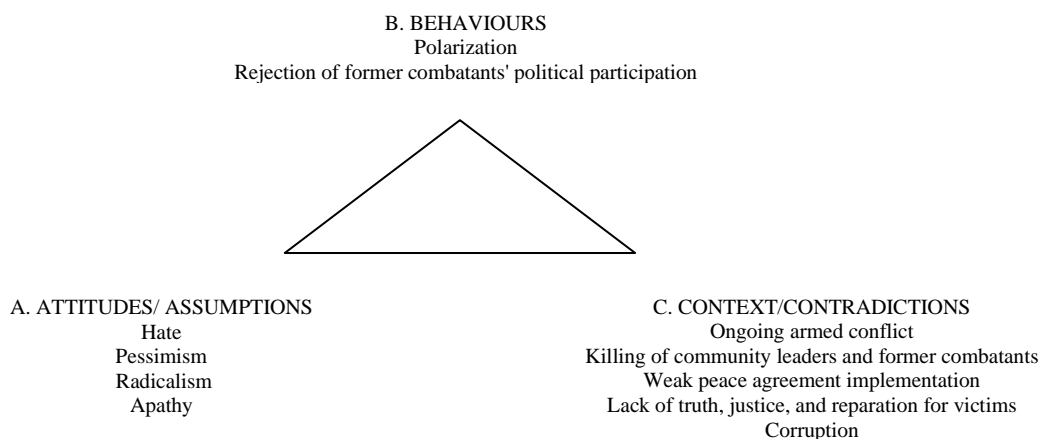 B. BEHAVIOURS
Polarization
Rejection of former combatants' political participation
A. ATTITUDES/ ASSUMPTIONS
Hate
Pessimism
Radicalism
Apathy
C. CONTEXT/CONTRADICTIONS
Ongoing armed conflict
Killing of community leaders and former combatants
Weak peace agreement implementation
Lack of truth, justice, and reparation for victims
Corruption